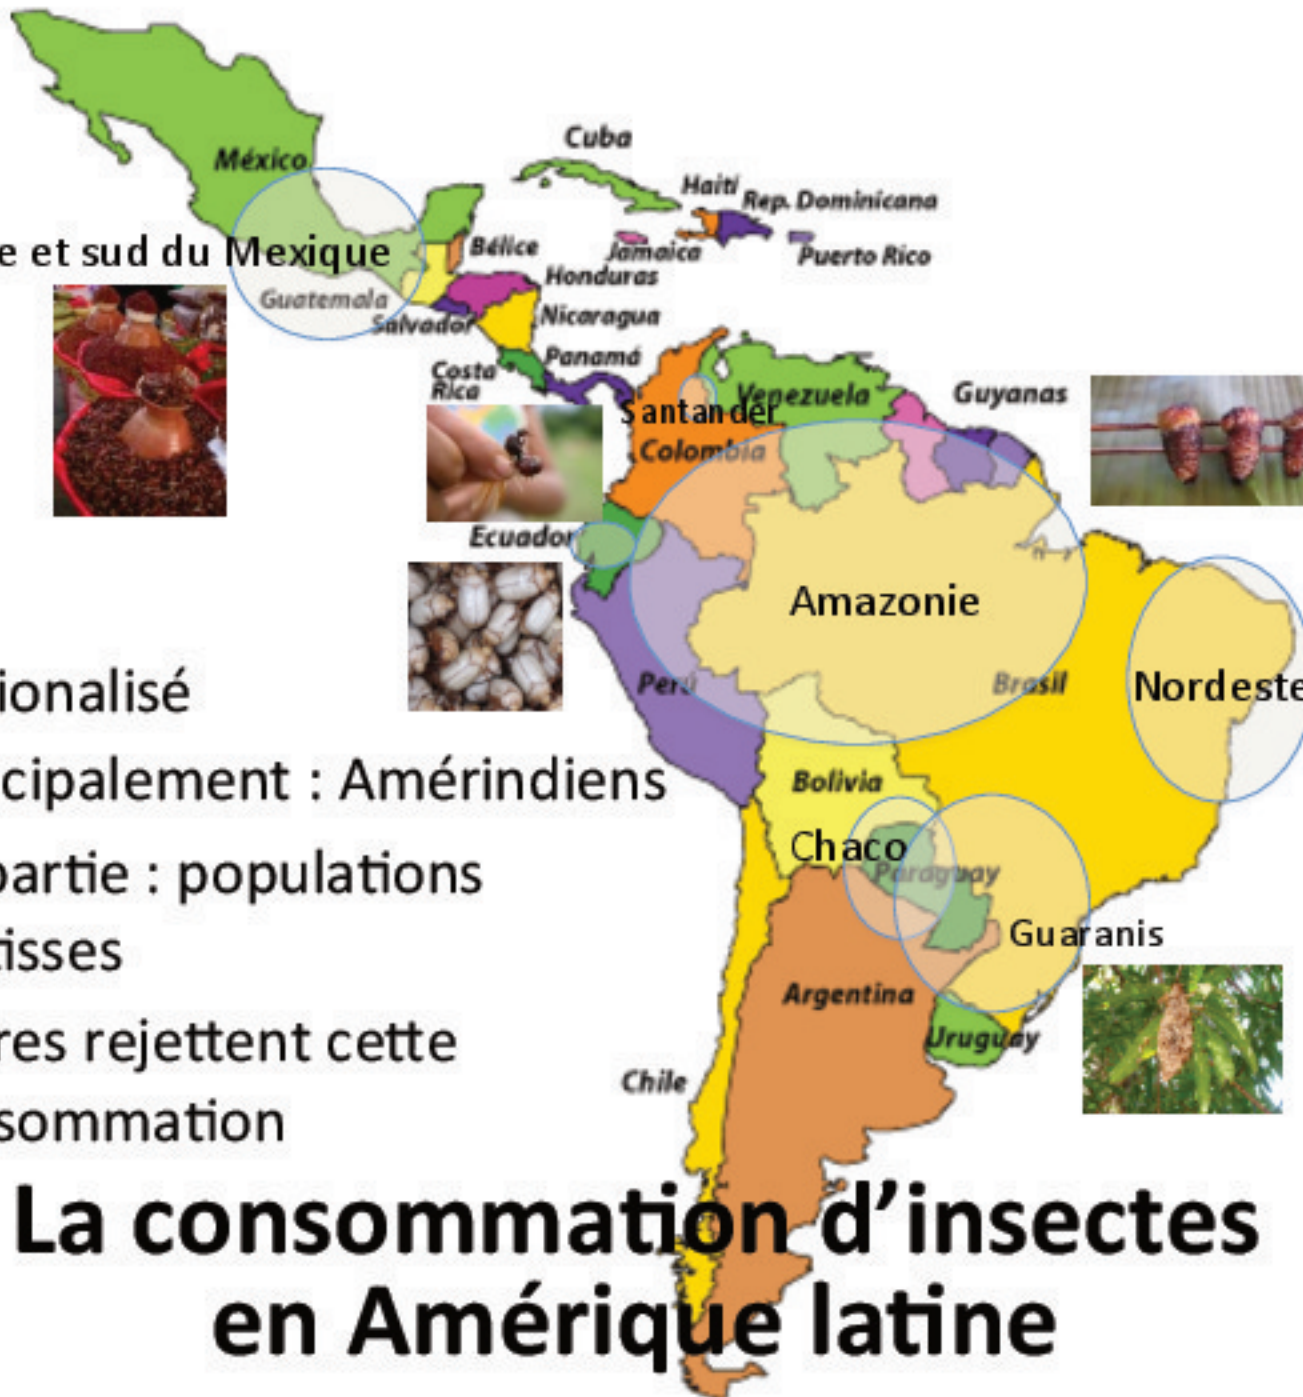 México
Cuba
Haití
Rep. Dominicana
Jamaica
Puerto Rico
e et sud du Mexique
Bélice
Honduras
Guatemala
Salvador
Nicaragua
Costa
Rica
Panamá
Santander
Venezuela
Guyanas
Colombia
Ecuador
Amazonie
Perú
Brasil
Nordeste
ionalisé
cipalement : Amérindiens
Bolivia
Chaco
Paraguay
partie : populations
tisses
Guaranis
Argentina
Uruguay
res rejettent cette
Chile
sommation
La consommation d’insectes
en Amérique latine